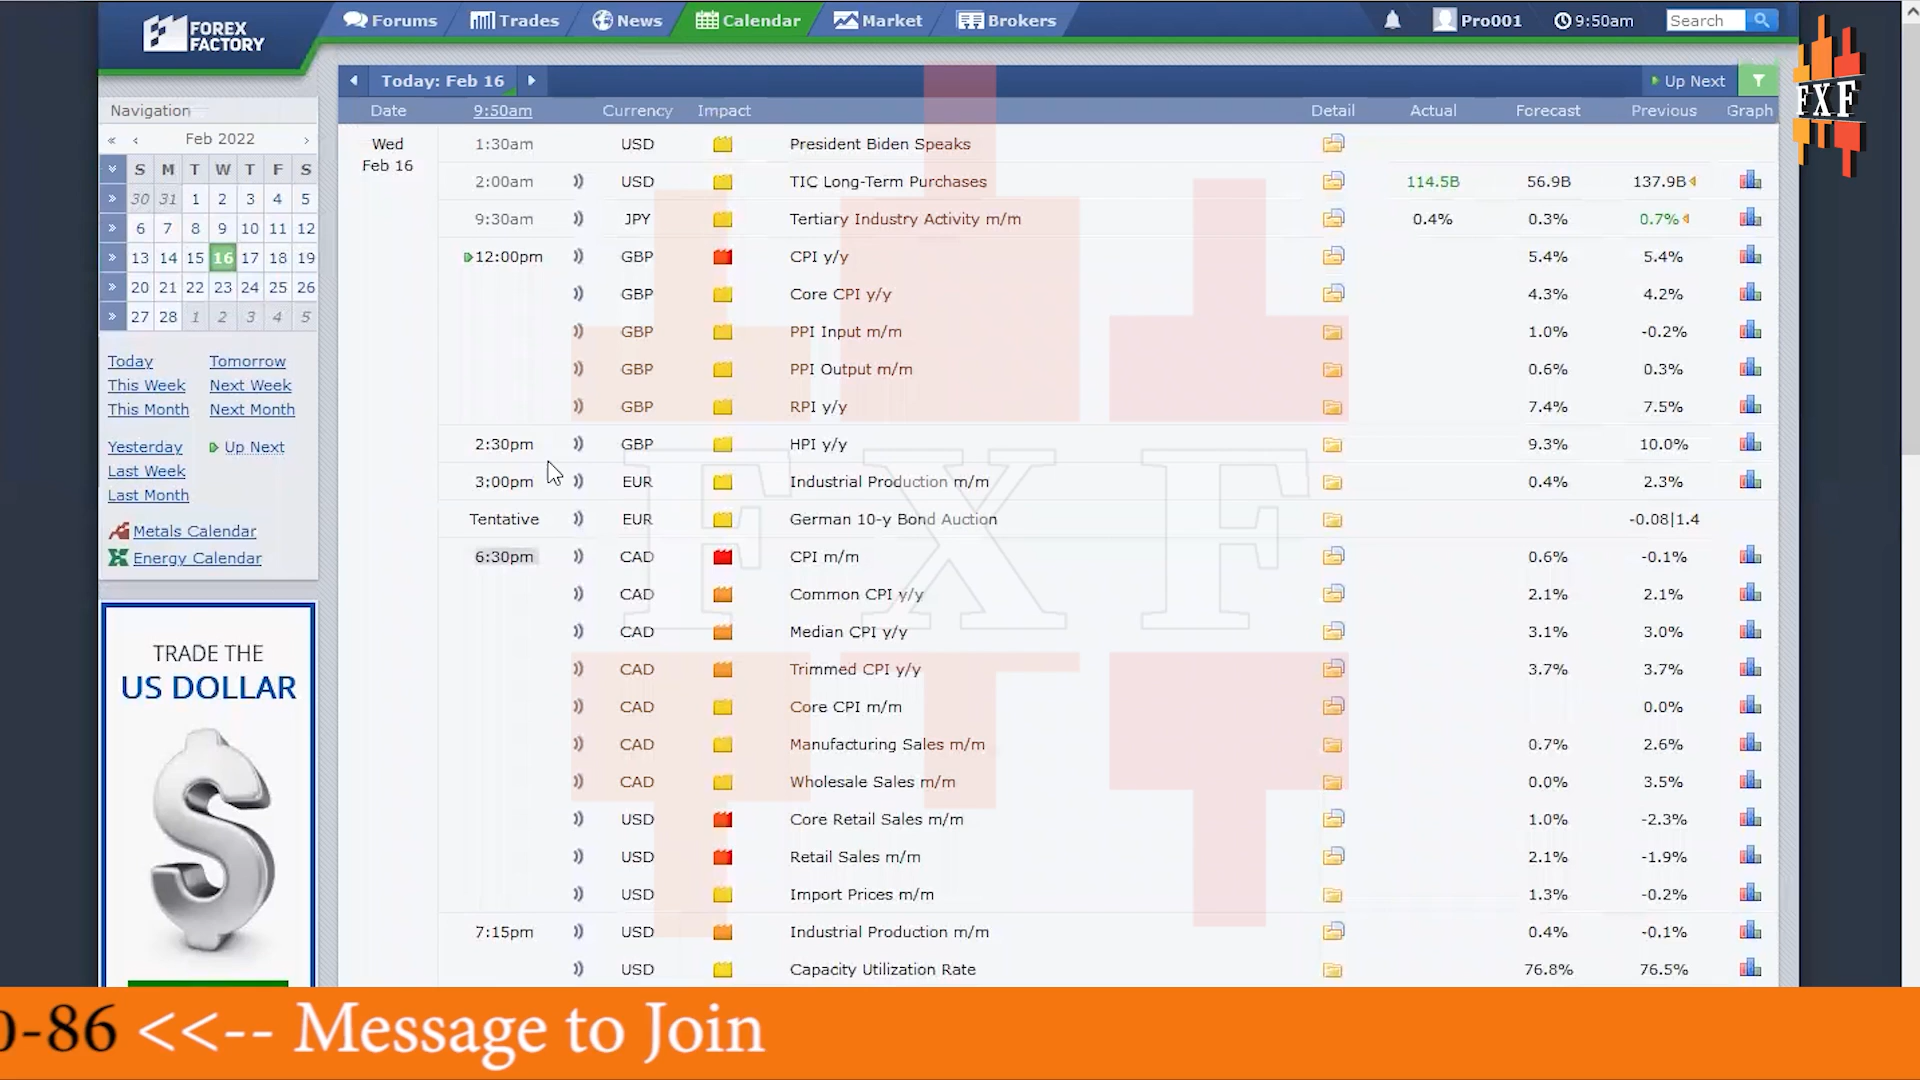 FOREX FACTORY
Forums Trades News Calendar Market Brokers Pro001 9:50am Search
Today: Feb 16 Up Next
Navigation
Feb 2022
S M T W T F S
30 31 1 2 3 4 5
6 7 8 9 10 11 12
13 14 15 16 17 18 19
20 21 22 23 24 25 26
27 28 1 2 3 4 5
Today Tomorrow
This Week Next Week
This Month Next Month
Yesterday Up Next
Last Week
Last Month
Metals Calendar
Energy Calendar
TRADE THE
US DOLLAR
Date 9:50am Currency Impact Detail Actual Forecast Previous Graph
Wed Feb 16 1:30am USD President Biden Speaks
2:00am USD TIC Long-Term Purchases 114.5B 56.9B 137.9B
9:30am JPY Tertiary Industry Activity m/m 0.4% 0.3% 0.7%
12:00pm GBP CPI y/y 5.4% 5.4%
GBP Core CPI y/y 4.3% 4.2%
GBP PPI Input m/m 1.0% -0.2%
GBP PPI Output m/m 0.6% 0.3%
GBP RPI y/y 7.4% 7.5%
2:30pm GBP HPI y/y 9.3% 10.0%
3:00pm EUR Industrial Production m/m 0.4% 2.3%
Tentative EUR German 10-y Bond Auction -0.08|1.4
6:30pm CAD CPI m/m 0.6% -0.1%
CAD Common CPI y/y 2.1% 2.1%
CAD Median CPI y/y 3.1% 3.0%
CAD Trimmed CPI y/y 3.7% 3.7%
CAD Core CPI m/m 0.0%
CAD Manufacturing Sales m/m 0.7% 2.6%
CAD Wholesale Sales m/m 0.0% 3.5%
USD Core Retail Sales m/m 1.0% -2.3%
USD Retail Sales m/m 2.1% -1.9%
USD Import Prices m/m 1.3% -0.2%
7:15pm USD Industrial Production m/m 0.4% -0.1%
USD Capacity Utilization Rate 76.8% 76.5%
FXF
FXF
-86 <<-- Message to Join